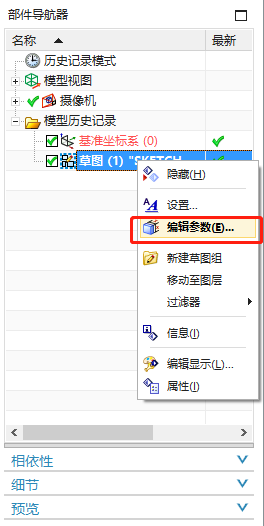 部件导航器
名称 最新
历史记录模式
模型视图
摄像机
模型历史记录
基准坐标系 (0)
草图 (1) "SKETCH
隐藏(H)
设置...
编辑参数(E)...
新建草图组
移动至图层
过滤器
信息(I)
编辑显示(L)...
属性(I)
相依性
细节
预览